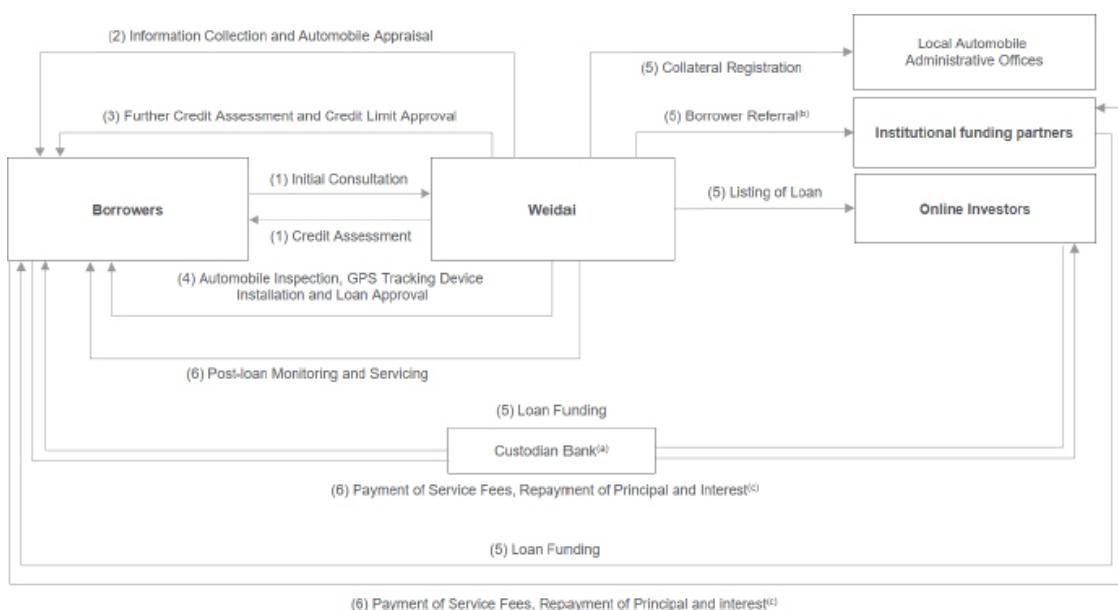 (2) Information Collection and Automobile Appraisal
Local Automobile
Administrative Offices
(5) Collateral Registration
(3) Further Credit Assessment and Credit Limit Approval
(5) Borrower Referral(b)
Institutional funding partners
(1) Initial Consultation
(5) Listing of Loan
Borrowers
Weidai
Online Investors
(1) Credit Assessment
(4) Automobile Inspection, GPS Tracking Device
Installation and Loan Approval
(6) Post-loan Monitoring and Servicing
(5) Loan Funding
Custodian Bank(a)
(6) Payment of Service Fees, Repayment of Principal and Interest(c)
(5) Loan Funding
(6) Payment of Service Fees, Repayment of Principal and interest(c)